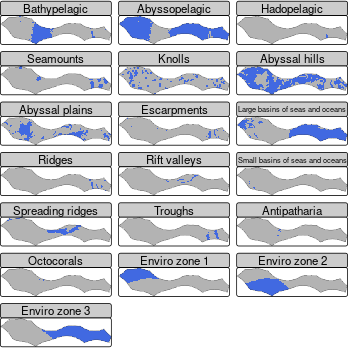 Bathypelagic
Abyssopelagic
Hadopelagic
Seamounts
Knolls
Abyssal hills
Abyssal plains
Escarpments
Large basins of seas and oceans
Ridges
Rift valleys
Small basins of seas and oceans
Spreading ridges
Troughs
Antipatharia
Octocorals
Enviro zone 1
Enviro zone 2
Enviro zone 3